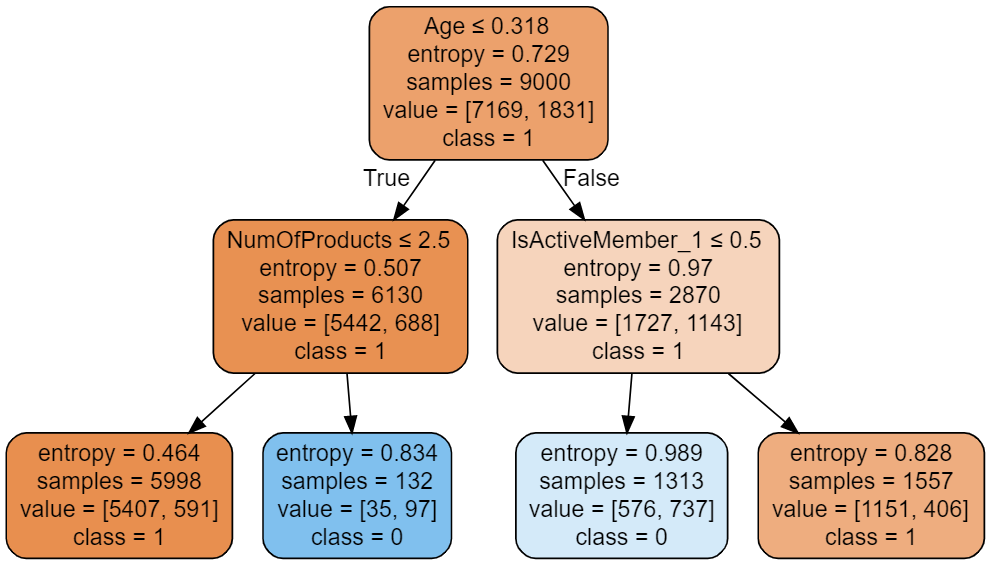 Age ≤ 0.318
entropy = 0.729
samples = 9000
value = [7169, 1831]
class = 1
True
False
NumOfProducts ≤ 2.5
entropy = 0.507
samples = 6130
value = [5442, 688]
class = 1
IsActiveMember_1 ≤ 0.5
entropy = 0.97
samples = 2870
value = [1727, 1143]
class = 1
entropy = 0.464
samples = 5998
value = [5407, 591]
class = 1
entropy = 0.834
samples = 132
value = [35, 97]
class = 0
entropy = 0.989
samples = 1313
value = [576, 737]
class = 0
entropy = 0.828
samples = 1557
value = [1151, 406]
class = 1